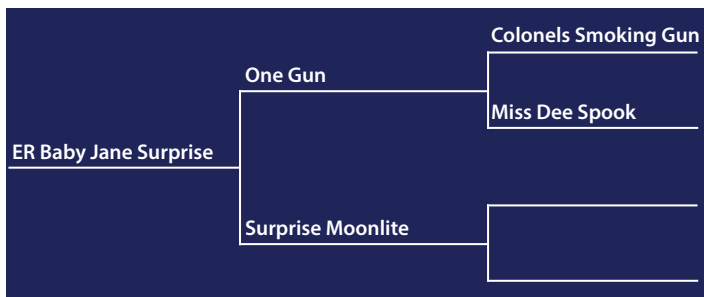 Colonels Smoking Gun
One Gun
Miss Dee Spook
ER Baby Jane Surprise
Surprise Moonlite